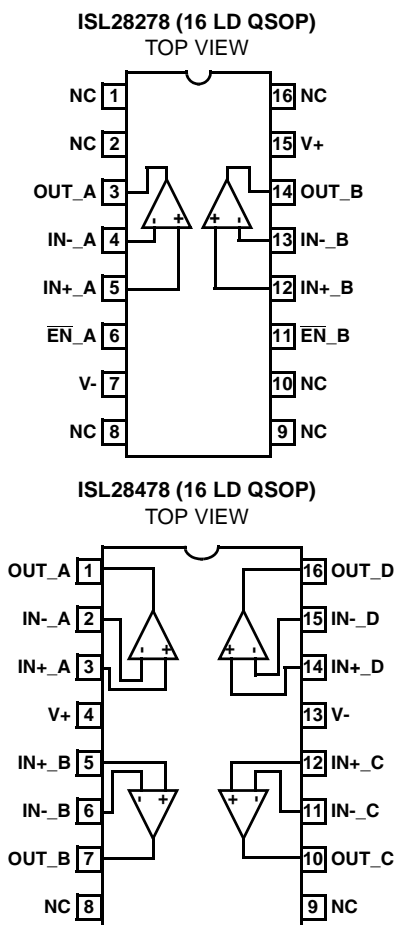 ISL28278 (16 LD QSOP)
TOP VIEW
NC 1 16 NC
NC 2 15 V+
OUT_A 3 14 OUT_B
- + + -
IN-_A 4 13 IN-_B
IN+_A 5 12 IN+_B
EN_A 6 11 EN_B
V- 7 10 NC
NC 8 9 NC
ISL28478 (16 LD QSOP)
TOP VIEW
OUT_A 1 16 OUT_D
IN-_A 2 15 IN-_D
- + + -
IN+_A 3 14 IN+_D
V+ 4 13 V-
IN+_B 5 12 IN+_C
- + + -
IN-_B 6 11 IN-_C
OUT_B 7 10 OUT_C
NC 8 9 NC